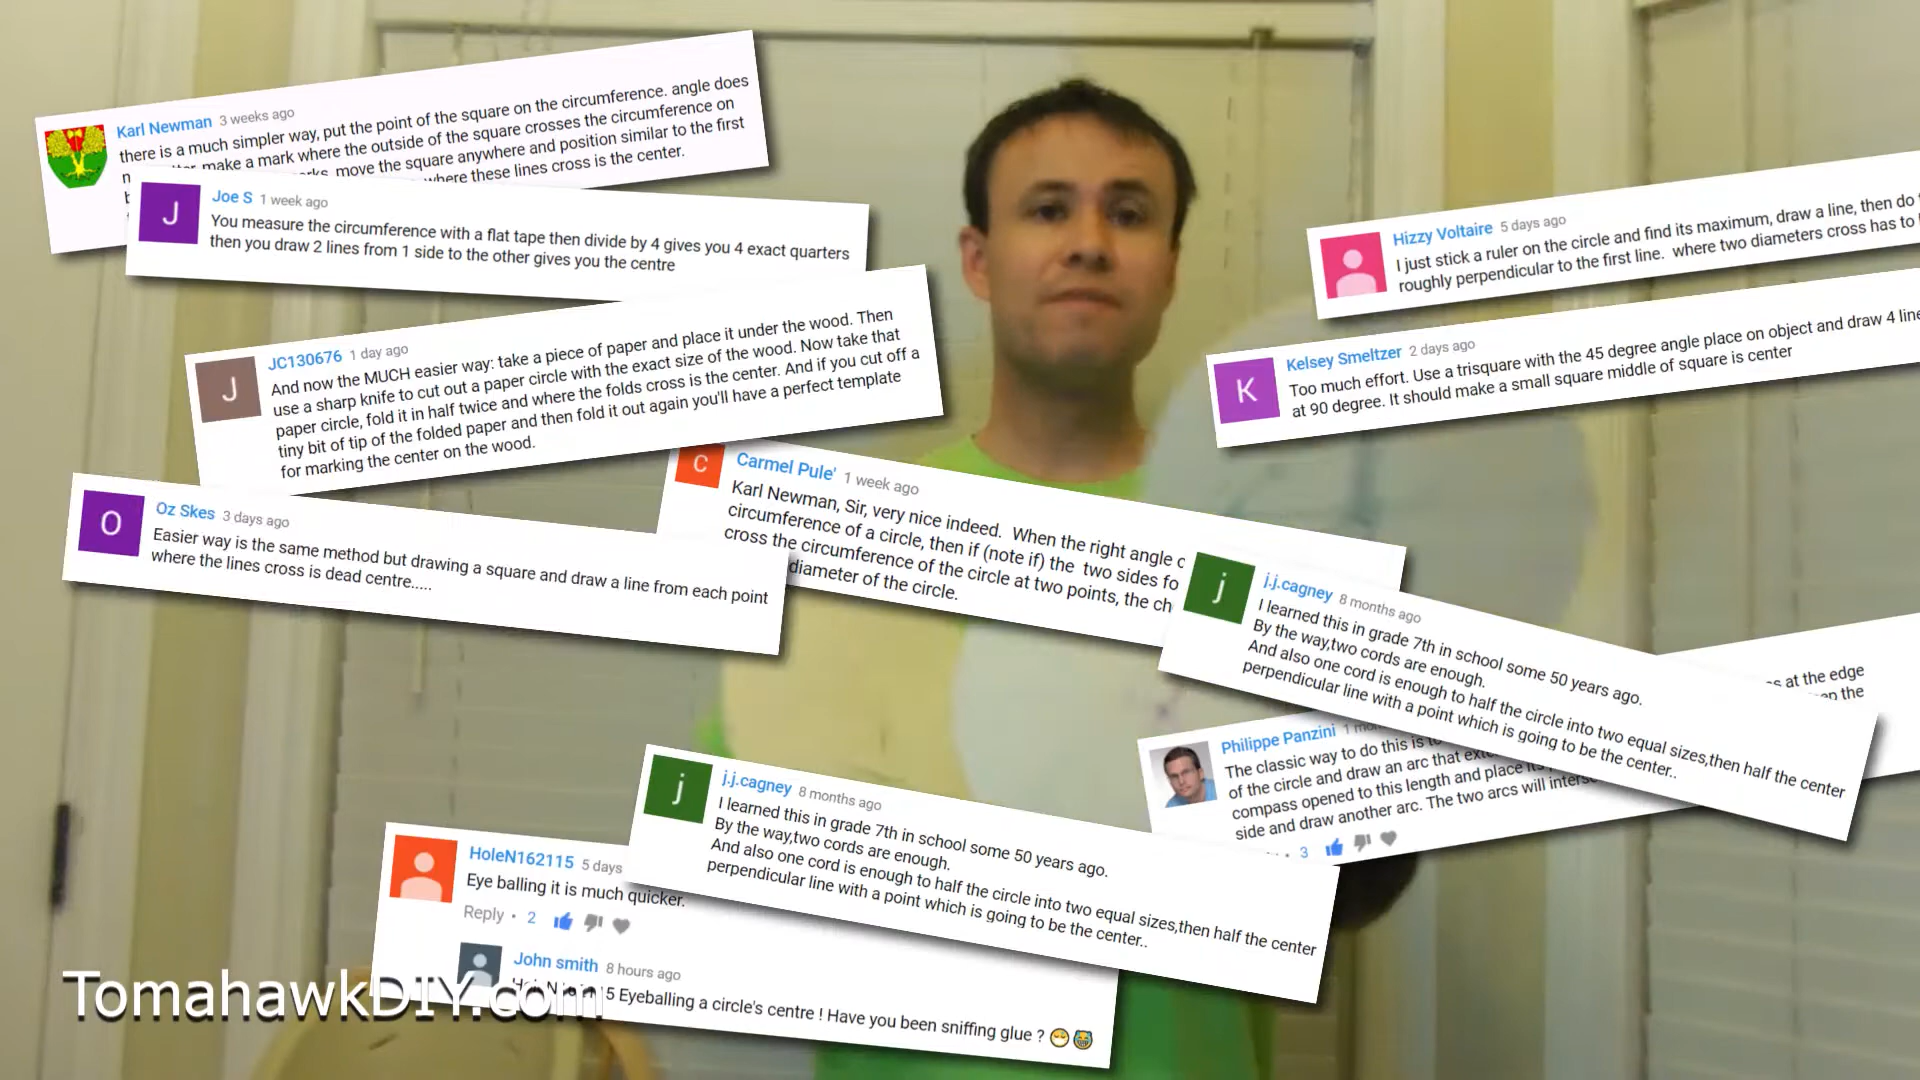 Karl Newman 3 weeks ago
there is a much simpler way, put the point of the square on the circumference. angle does
make a mark where the outside of the square crosses the circumference on
move the square anywhere and position similar to the first
where these lines cross is the center.
J
Joe S 1 week ago
You measure the circumference with a flat tape then divide by 4 gives you 4 exact quarters
then you draw 2 lines from 1 side to the other gives you the centre
J
JC130676 1 day ago
And now the MUCH easier way: take a piece of paper and place it under the wood. Then
use a sharp knife to cut out a paper circle with the exact size of the wood. Now take that
paper circle, fold it in half twice and where the folds cross is the center. And if you cut off a
tiny bit of tip of the folded paper and then fold it out again you'll have a perfect template
for marking the center on the wood.
Hizzy Voltaire 5 days ago
I just stick a ruler on the circle and find its maximum, draw a line, then do
roughly perpendicular to the first line. where two diameters cross has to
K
Kelsey Smeltzer 2 days ago
Too much effort. Use a trisquare with the 45 degree angle place on object and draw 4
at 90 degree. It should make a small square middle of square is center
C
Carmel Pule' 1 week ago
Karl Newman, Sir, very nice indeed. When the right angle
circumference of a circle, then if (note if) the two sides
cross the circumference of the circle at two points, the
diameter of the circle.
O
Oz Skes 3 days ago
Easier way is the same method but drawing a square and draw a line from each point
where the lines cross is dead centre.....
j
j.j.cagney 8 months ago
I learned this in grade 7th in school some 50 years ago.
By the way,two cords are enough.
And also one cord is enough to half the circle into two equal sizes,then half the center
perpendicular line with a point which is going to be the center..
at the edge
the
Philippe Panzini 1
The classic way to do this is
of the circle and draw an arc that
compass opened to this length and place
side and draw another arc. The two arcs will
3
j
j.j.cagney 8 months ago
I learned this in grade 7th in school some 50 years ago.
By the way,two cords are enough.
And also one cord is enough to half the circle into two equal sizes,then half the center
perpendicular line with a point which is going to be the center..
HoleN162115 5 days
Eye balling it is much quicker.
Reply • 2
John smith 8 hours ago
Eyeballing a circle's centre ! Have you been sniffing glue ? 😁😹
TomahawkDIY.com